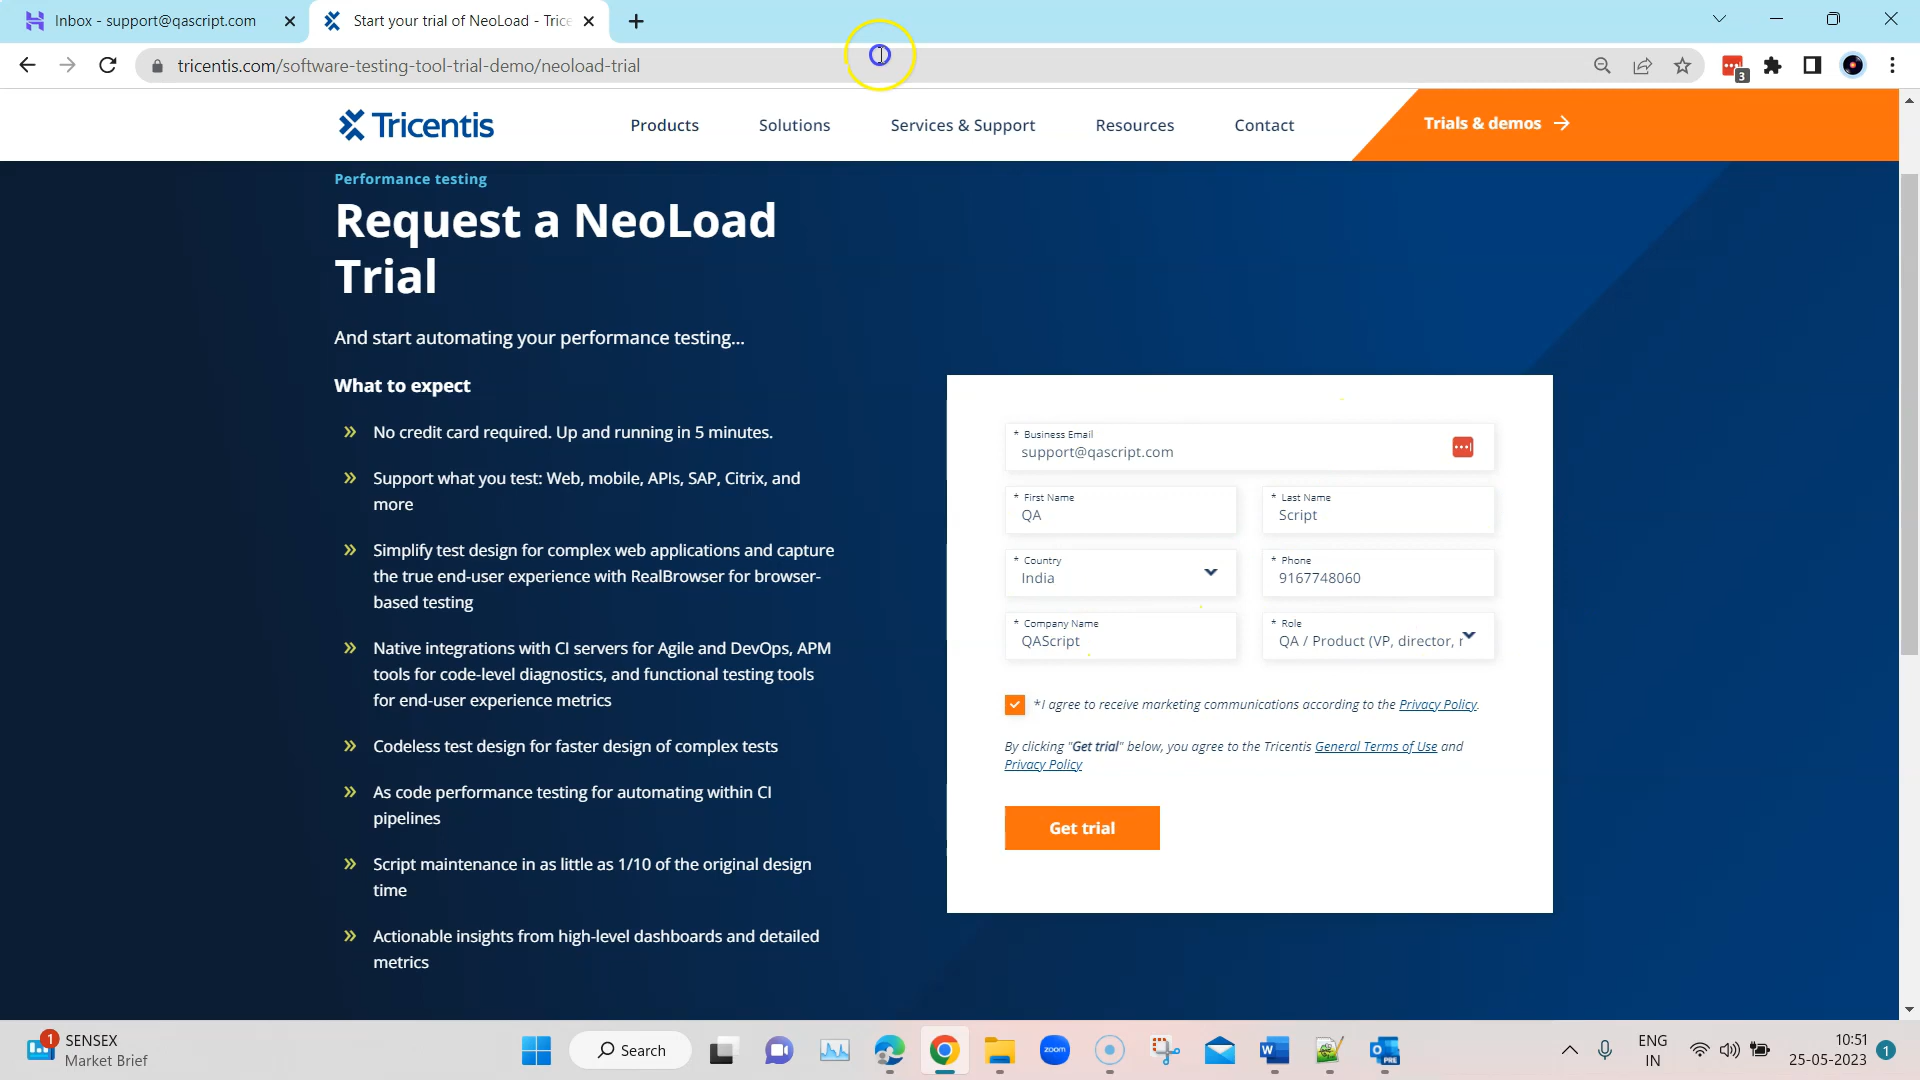 Inbox - support@qascript.com
Start your trial of NeoLoad - Trice
tricentis.com/software-testing-tool-trial-demo/neoload-trial
3
Tricentis
Products
Solutions
Services & Support
Resources
Contact
Trials & demos
Performance testing
Request a NeoLoad
Trial
And start automating your performance testing...
What to expect
No credit card required. Up and running in 5 minutes.
Support what you test: Web, mobile, APIs, SAP, Citrix, and
more
Simplify test design for complex web applications and capture
the true end-user experience with RealBrowser for browser-
based testing
Native integrations with CI servers for Agile and DevOps, APM
tools for code-level diagnostics, and functional testing tools
for end-user experience metrics
Codeless test design for faster design of complex tests
As code performance testing for automating within CI
pipelines
Script maintenance in as little as 1/10 of the original design
time
Actionable insights from high-level dashboards and detailed
metrics
* Business Email
support@qascript.com
* First Name
QA
* Last Name
Script
* Country
India
* Phone
9167748060
* Company Name
QAScript
* Role
QA / Product (VP, director, r
*I agree to receive marketing communications according to the Privacy Policy.
By clicking "Get trial" below, you agree to the Tricentis General Terms of Use and
Privacy Policy
Get trial
1
SENSEX
Market Brief
Search
zoom
PRE
ENG
IN
10:51
25-05-2023
1